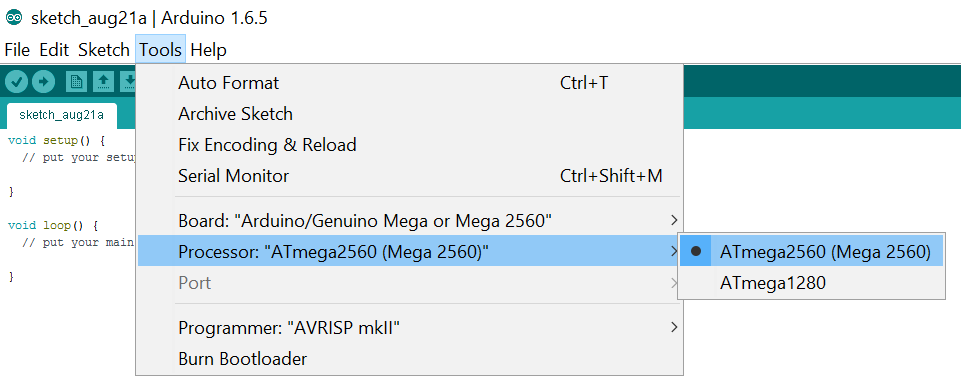 sketch_aug21a | Arduino 1.6.5
File Edit Sketch Tools Help
Auto Format Ctrl+T
Archive Sketch
sketch_aug21a
void setup() {
Fix Encoding & Reload
// put your setup
Serial Monitor Ctrl+Shift+M
}
void loop() {
Board: "Arduino/Genuino Mega or Mega 2560"
// put your main
Processor: "ATmega2560 (Mega 2560)"
ATmega2560 (Mega 2560)
}
Port
ATmega1280
Programmer: "AVRISP mkII"
Burn Bootloader